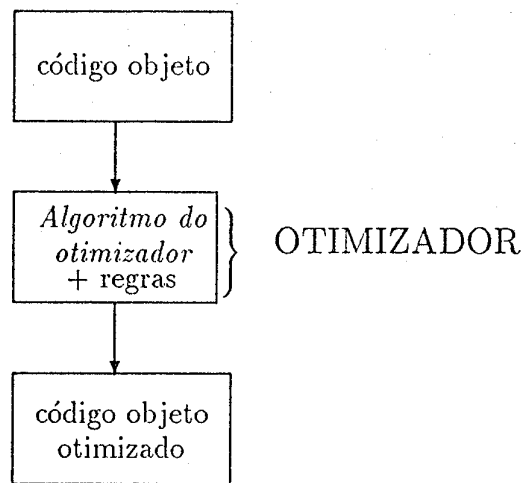 código objeto
Algoritmo do
otimizador
+ regras
OTIMIZADOR
código objeto
otimizado